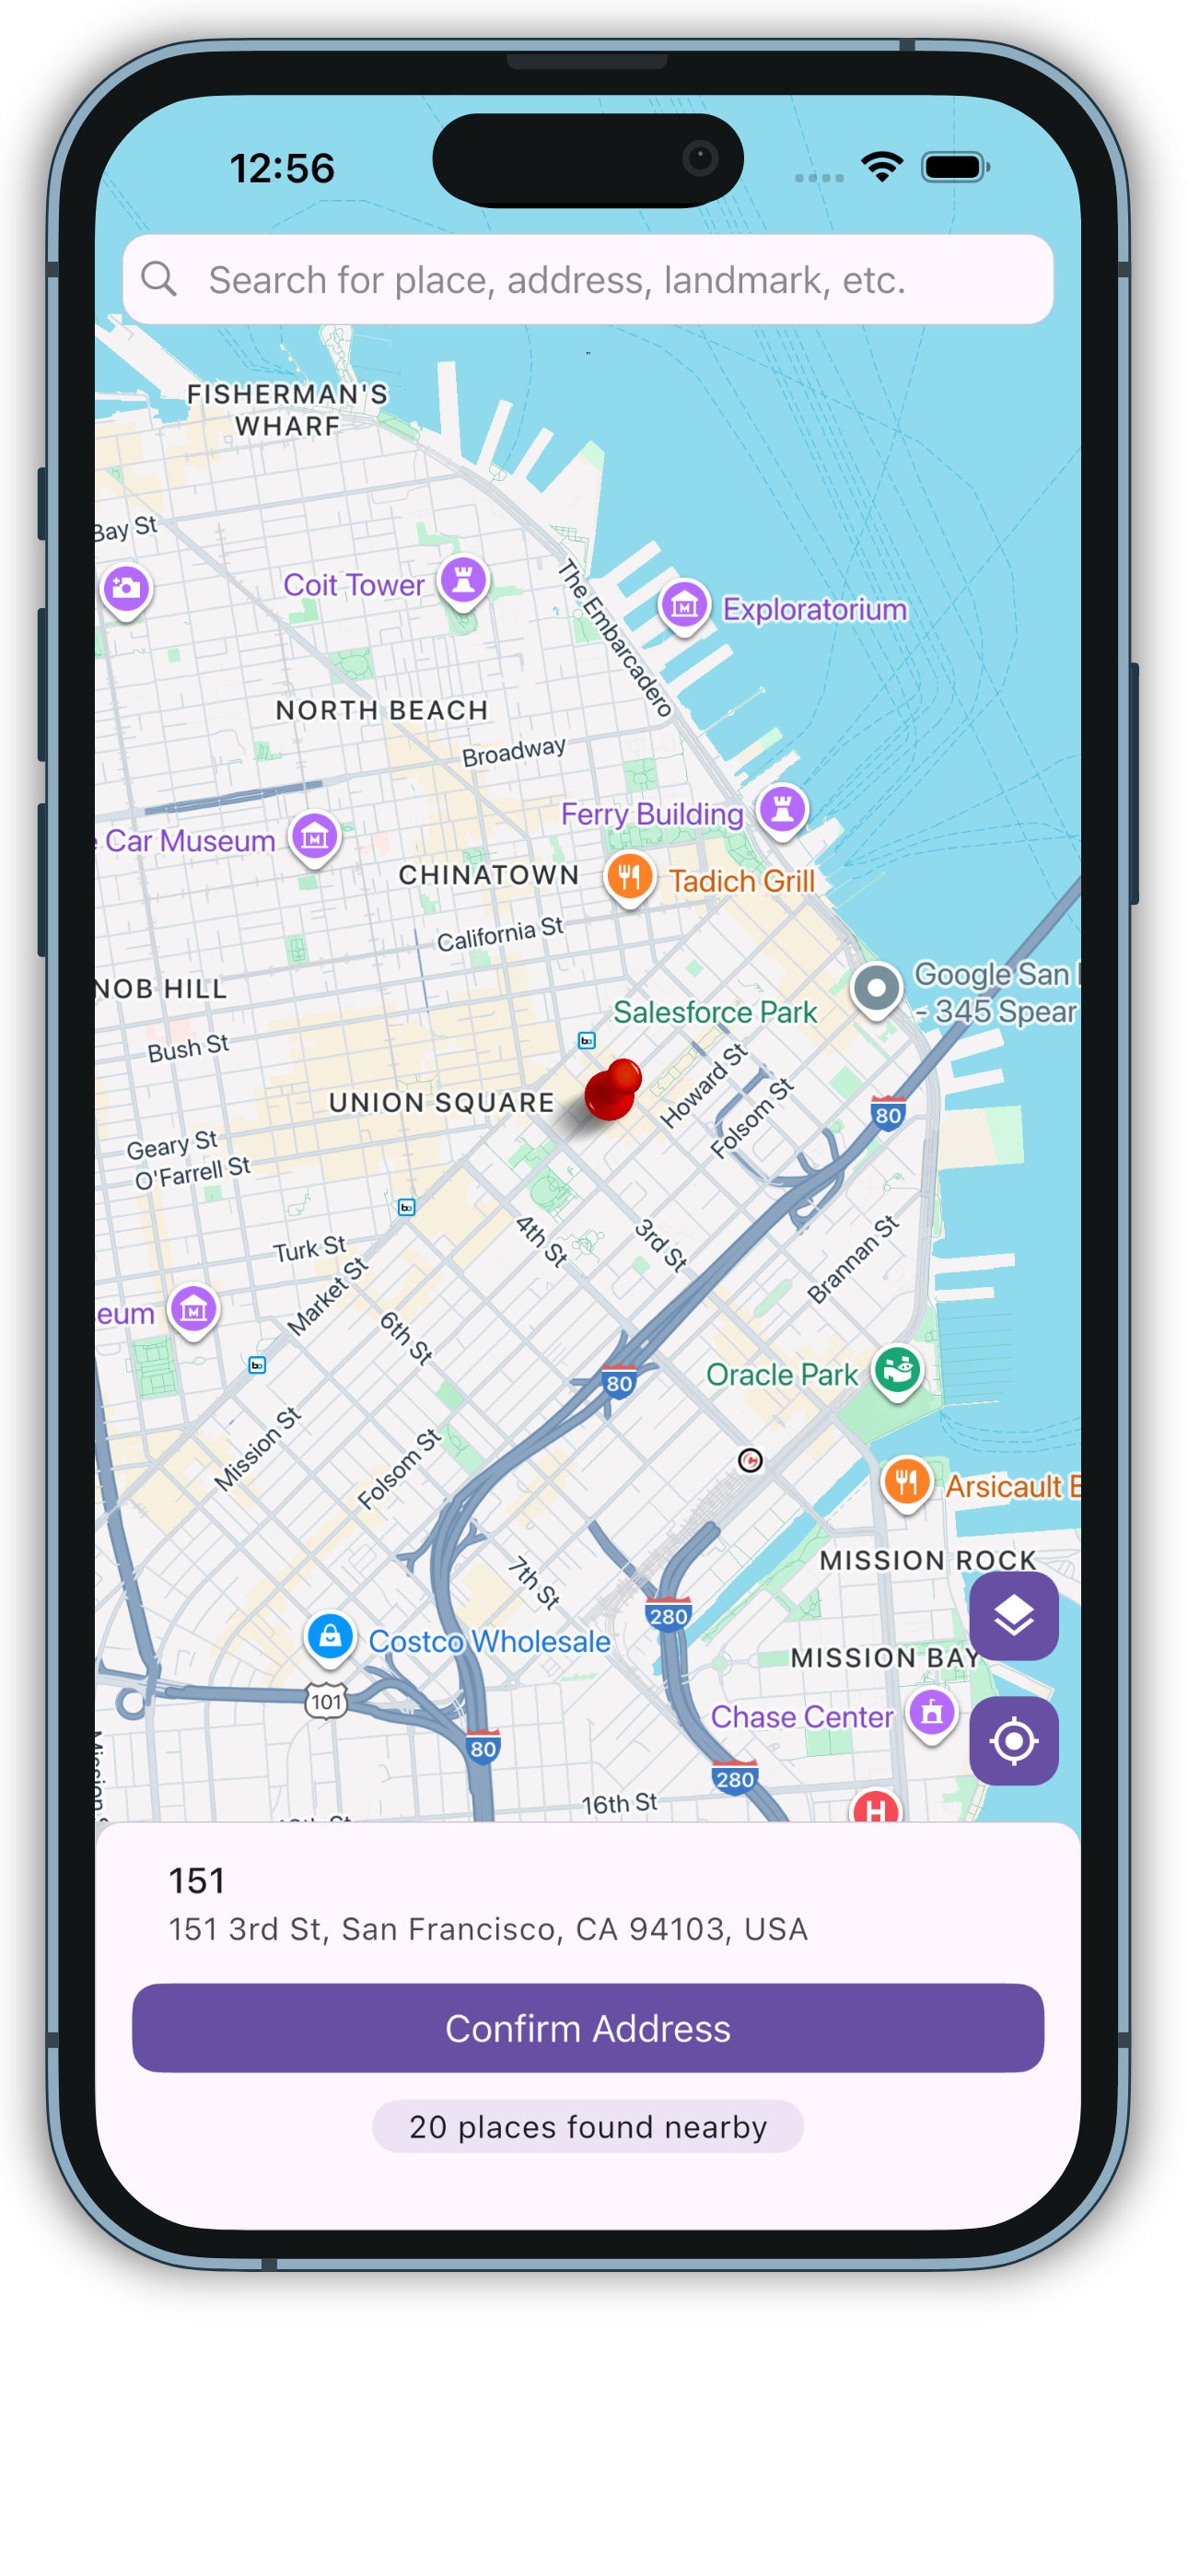 12:56
Search for place, address, landmark, etc.
FISHERMAN'S
WHARF
Bay St
Coit Tower
The Embarcadero
Exploratorium
NORTH BEACH
Broadway
Ferry Building
Car Museum
CHINATOWN
Tadich Grill
California St
NOB HILL
Google San
- 345 Spear
Salesforce Park
Bush St
UNION SQUARE
Howard St
Folsom St
80
Geary St
O'Farrell St
4th St
3rd St
Turk St
Market St
Brannan St
eum
6th St
80
Oracle Park
Mission St
Folsom St
Arsicault
MISSION ROCK
7th St
280
Costco Wholesale
MISSION BAY
101
Chase Center
80
280
16th St
H
151
151 3rd St, San Francisco, CA 94103, USA
Confirm Address
20 places found nearby